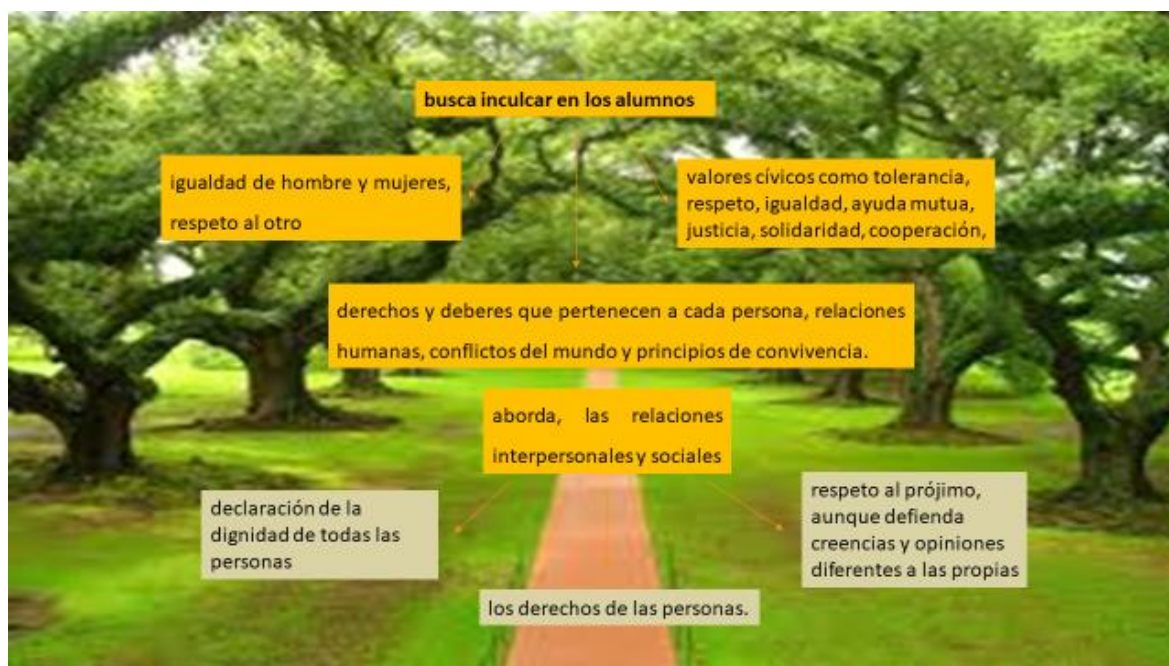 busca inculcar en los alumnos
igualdad de hombre y mujeres,
respeto al otro
valores cívicos como tolerancia,
respeto, igualdad, ayuda mutua,
justicia, solidaridad, cooperación,
derechos y deberes que pertenecen a cada persona, relaciones
humanas, conflictos del mundo y principios de convivencia.
aborda, las relaciones
interpersonales y sociales
declaración de la
dignidad de todas las
personas
respeto al prójimo,
aunque defienda
creencias y opiniones
diferentes a las propias
los derechos de las personas.